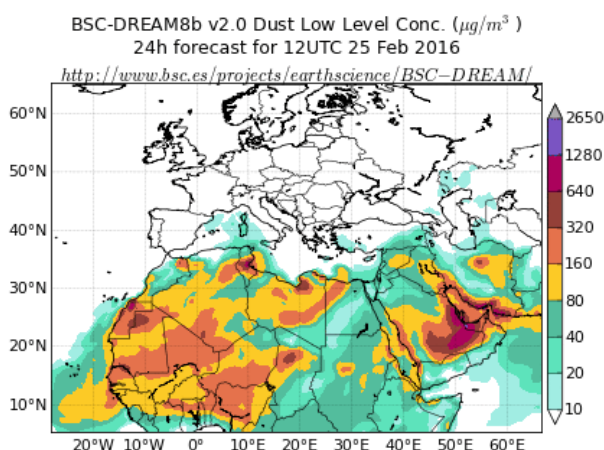 BSC-DREAM8b v2.0 Dust Low Level Conc. (μg/m³ )
24h forecast for 12UTC 25 Feb 2016
http://www.bsc.es/projects/earthscience/BSC−DREAM/
60°N
50°N
40°N
30°N
20°N
10°N
20°W
10°W
0°
10°E
20°E
30°E
40°E
50°E
60°E
2650
1280
640
320
160
80
40
20
10